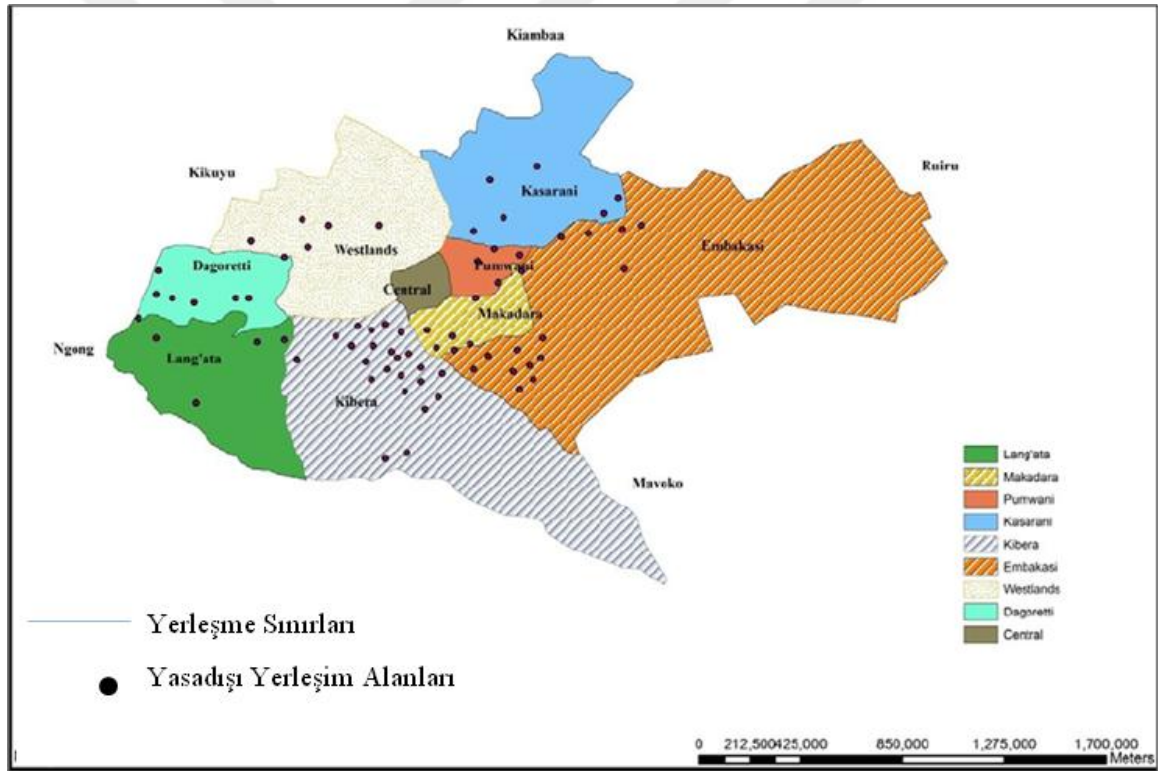 Kiambaa
Kikuyu
Ruiru
Kasarani
Westlands
Embakasi
Dagoretti
Pumwani
Central
Makadara
Ngong
Lang'ata
Kibera
Mavoko
Lang'ata
Makadara
Pumwani
Kasarani
Kibera
Embakasi
Westlands
Dagoretti
Central
Yerleşme Sınırları
Yasadışı Yerleşim Alanları
0 212,500425,000 850,000 1,275,000 1,700,000
Meters